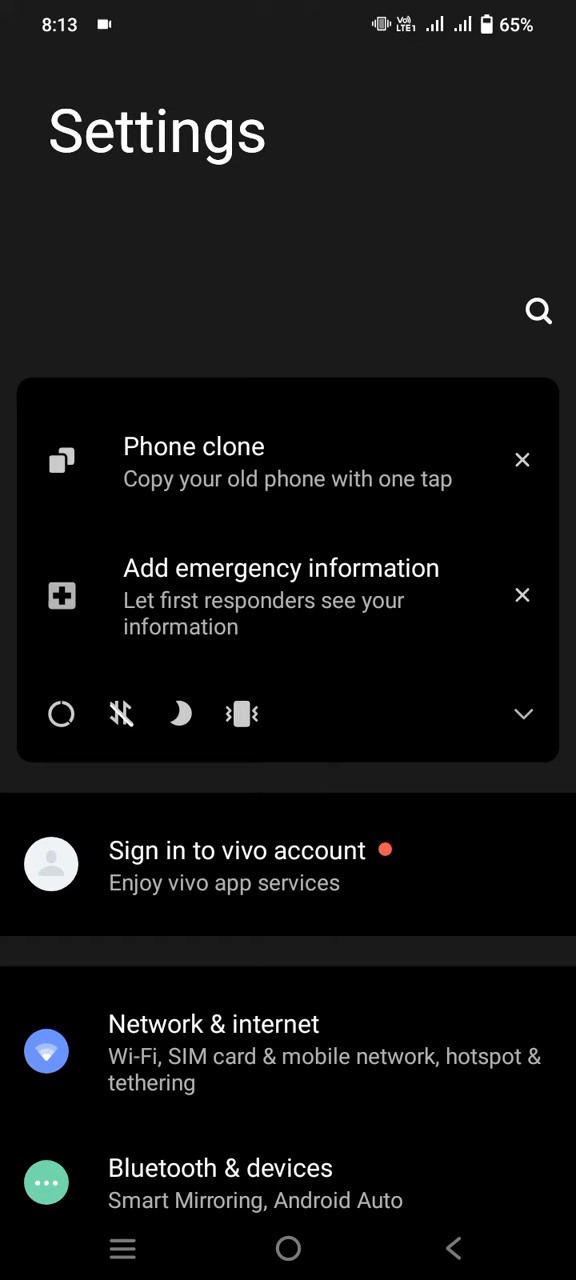 8:13
VoI) LTE1 65%
Settings
Phone clone
Copy your old phone with one tap
Add emergency information
Let first responders see your
information
Sign in to vivo account
Enjoy vivo app services
Network & internet
Wi-Fi, SIM card & mobile network, hotspot &
tethering
Bluetooth & devices
Smart Mirroring, Android Auto